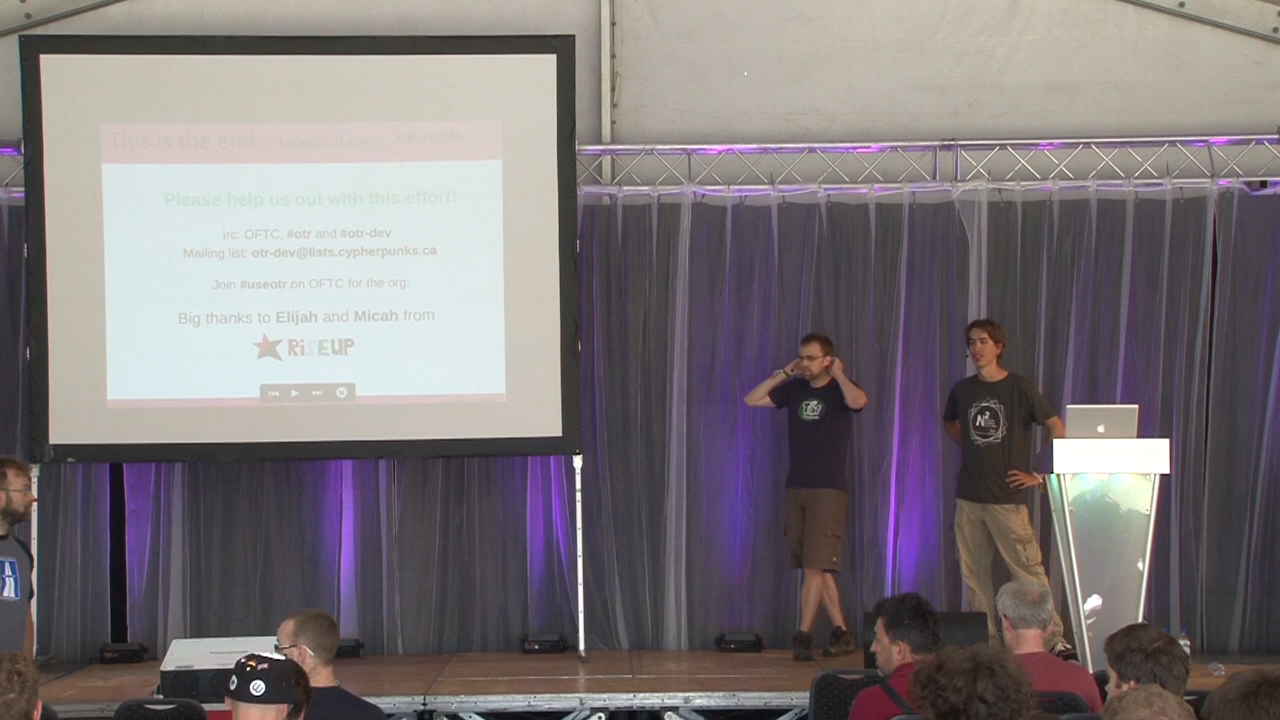 This is the end... beautiful
Please help us out with this effort!
irc: OFTC, #otr and #otr-dev
Mailing list: otr-dev@lists.cypherpunks.ca
Join #useotr on OFTC for the org.
Big thanks to Elijah and Micah from
RiSEUP
N2